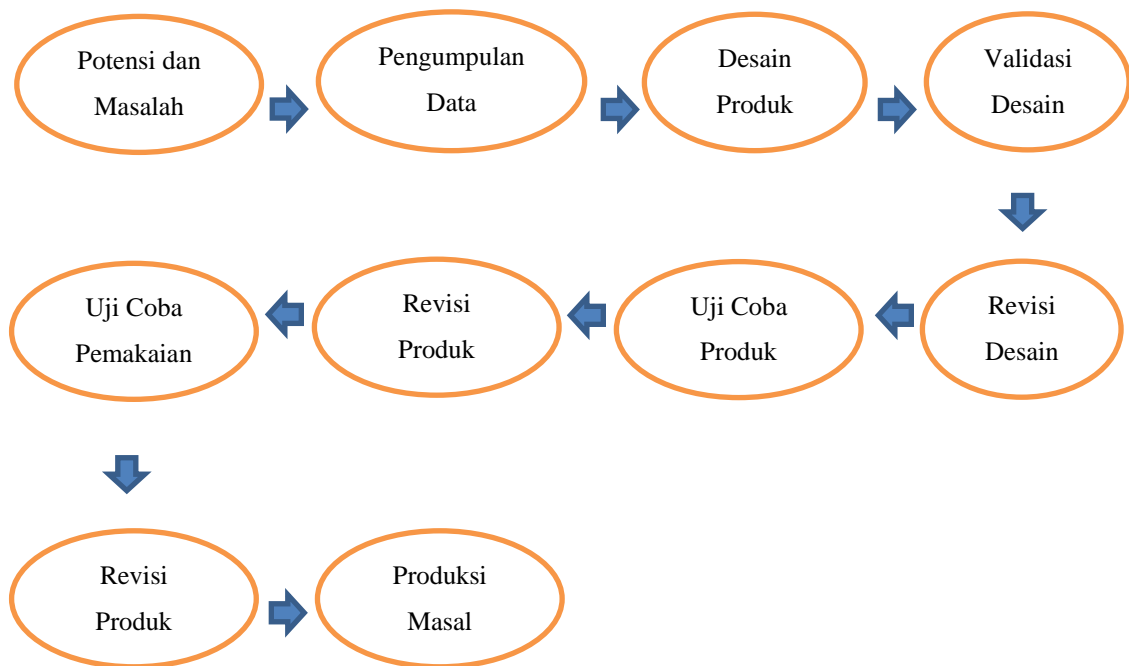 Potensi dan
Masalah
Pengumpulan
Data
Desain
Produk
Validasi
Desain
Revisi
Desain
Uji Coba
Produk
Revisi
Produk
Uji Coba
Pemakaian
Revisi
Produk
Produksi
Masal